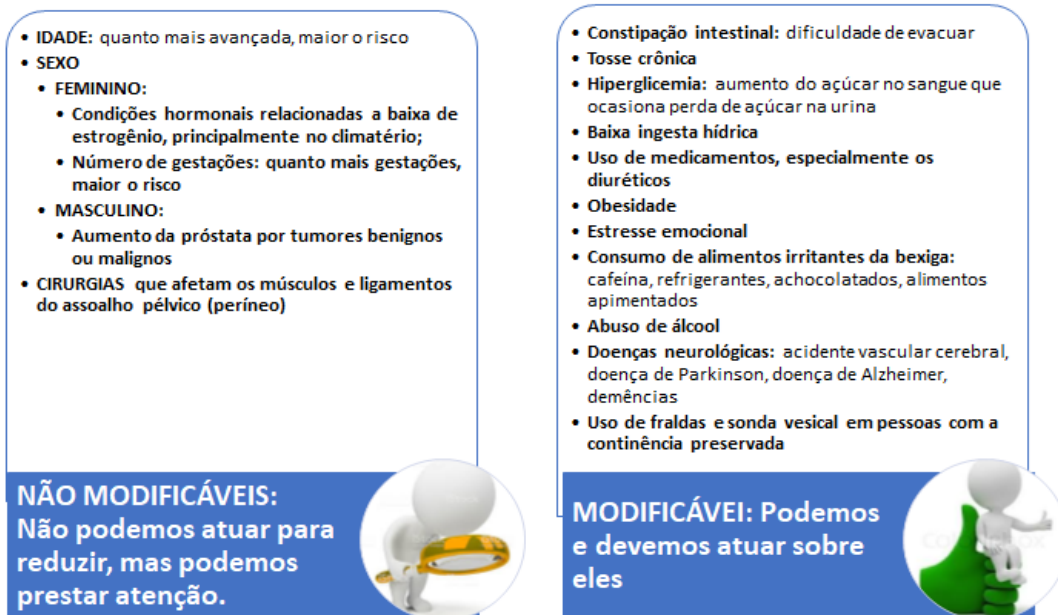 • IDADE: quanto mais avançada, maior o risco
• SEXO
• FEMININO:
• Condições hormonais relacionadas a baixa de
estrogênio, principalmente no climatério;
• Número de gestações: quanto mais gestações,
maior o risco
• MASCULINO:
• Aumento da próstata por tumores benignos
ou malignos
• CIRURGIAS que afetam os músculos e ligamentos
do assoalho pélvico (períneo)
NÃO MODIFICÁVEIS:
Não podemos atuar para
reduzir, mas podemos
prestar atenção.
• Constipação intestinal: dificuldade de evacuar
• Tosse crônica
• Hiperglicemia: aumento do açúcar no sangue que
ocasiona perda de açúcar na urina
• Baixa ingesta hídrica
• Uso de medicamentos, especialmente os
diuréticos
• Obesidade
• Estresse emocional
• Consumo de alimentos irritantes da bexiga:
cafeína, refrigerantes, achocolatados, alimentos
apimentados
• Abuso de álcool
• Doenças neurológicas: acidente vascular cerebral,
doença de Parkinson, doença de Alzheimer,
demências
• Uso de fraldas e sonda vesical em pessoas com a
continência preservada
MODIFICÁVEI: Podemos
e devemos atuar sobre
eles